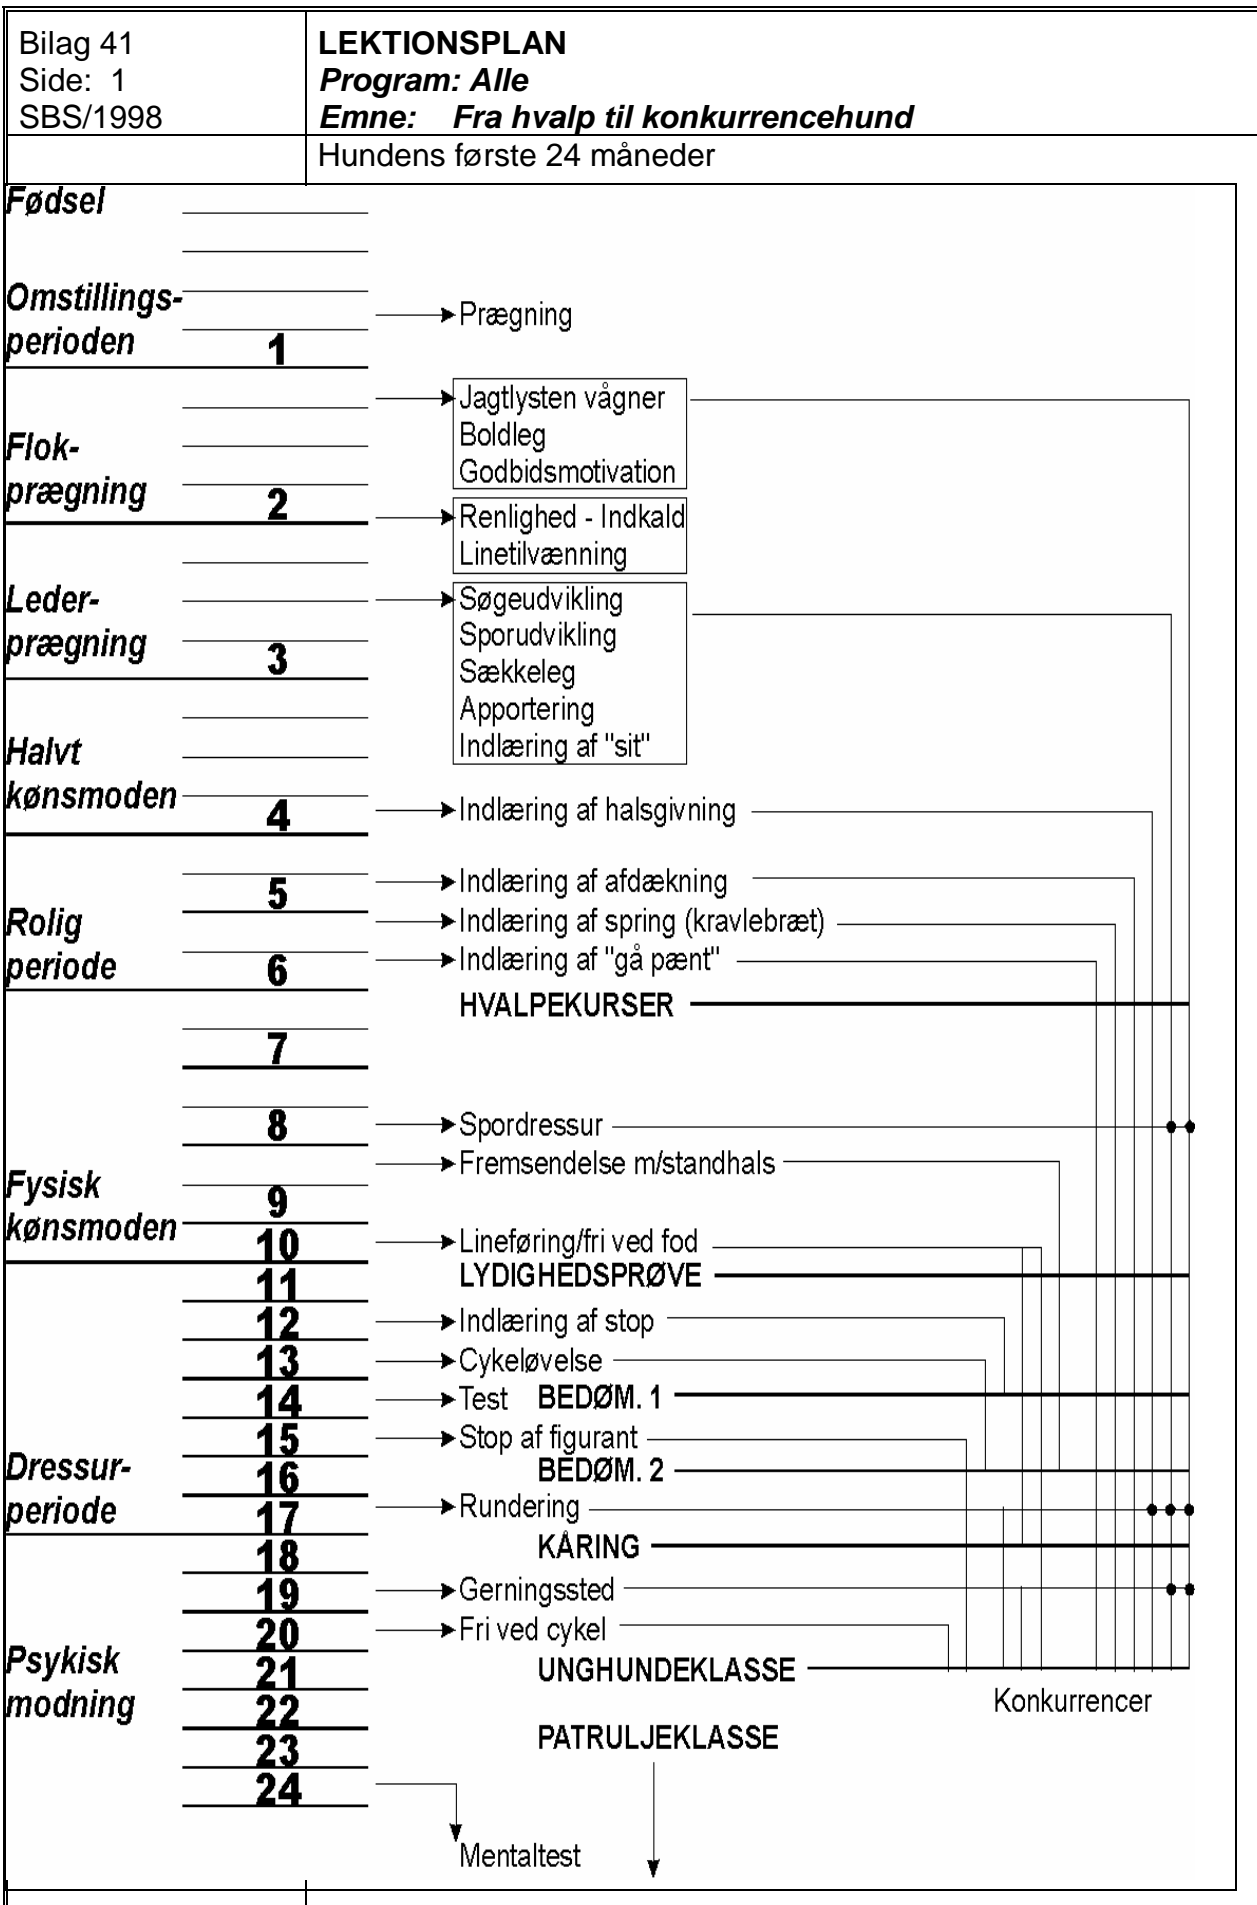 Bilag 41
Side: 1
SBS/1998
LEKTIONSPLAN
Program: Alle
Emne: Fra hvalp til konkurrencehund
Hundens første 24 måneder
Fødsel
Omstillings-
perioden
1
Prægning
Jagtlysten vågner
Boldleg
Godbidsmotivation
Flok-
prægning
2
Renlighed - Indkald
Linetilvænning
Leder-
prægning
3
Søgeudvikling
Sporudvikling
Sækkeleg
Apportering
Indlæring af "sit"
Halvt
kønsmoden
4
Indlæring af halsgivning
Rolig
periode
5
Indlæring af afdækning
Indlæring af spring (kravlebræt)
6
Indlæring af "gå pænt"
HVALPEKURSER
7
8
Spordressur
Fremsendelse m/standhals
Fysisk
kønsmoden
9
10
Lineføring/fri ved fod
LYDIGHEDSPRØVE
11
12
Indlæring af stop
13
Cykeløvelse
14
Test BEDØM. 1
15
Stop af figurant
Dressur-
periode
16
BEDØM. 2
17
Rundering
KÅRING
18
19
Gerningssted
20
Fri ved cykel
Psykisk
modning
21
UNGHUNDEKLASSE
Konkurrencer
22
PATRULJEKLASSE
23
24
Mentaltest